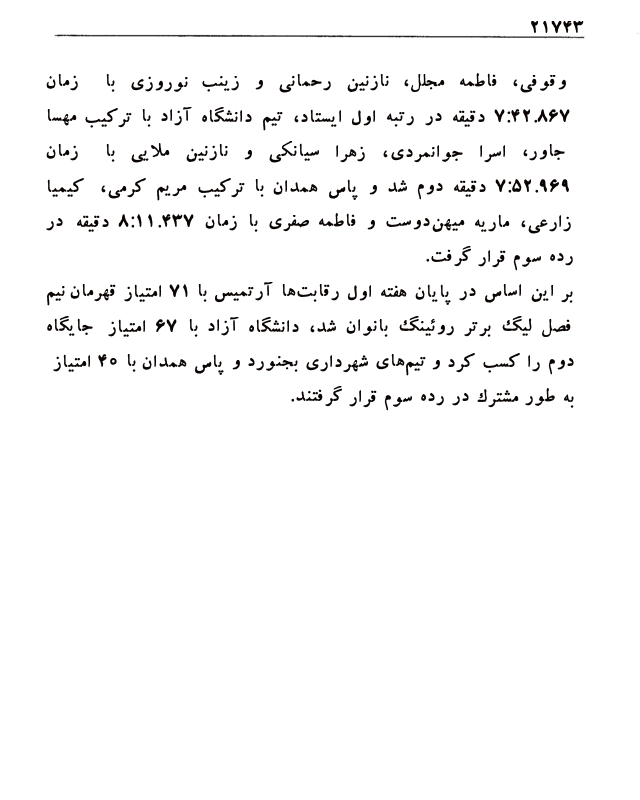 ۲۱۷۴۳
وقوفی، فاطمه مجلل، نازنین رحمانی و زینب نوروزی با زمان
۷:۴۲.۸۶۷ دقیقه در رتبه اول ایستاد، تیم دانشگاه آزاد با ترکیب مهسا
جاور، اسرا جوانمردی، زهرا سیانکی و نازنین ملایی با زمان
۷:۵۲.۹۶۹ دقیقه دوم شد و پاس همدان با ترکیب مریم کرمی، کیمیا
زارعی، ماریه میهن‌دوست و فاطمه صفری با زمان ۸:۱۱.۴۳۷ دقیقه در
رده سوم قرار گرفت.
بر این اساس در پایان هفته اول رقابت‌ها آرتمیس با ۷۱ امتیاز قهرمان نیم
فصل لیگ برتر روئینگ بانوان شد، دانشگاه آزاد با ۶۷ امتیاز جایگاه
دوم را کسب کرد و تیم‌های شهرداری بجنورد و پاس همدان با ۴۰ امتیاز
به طور مشترک در رده سوم قرار گرفتند.